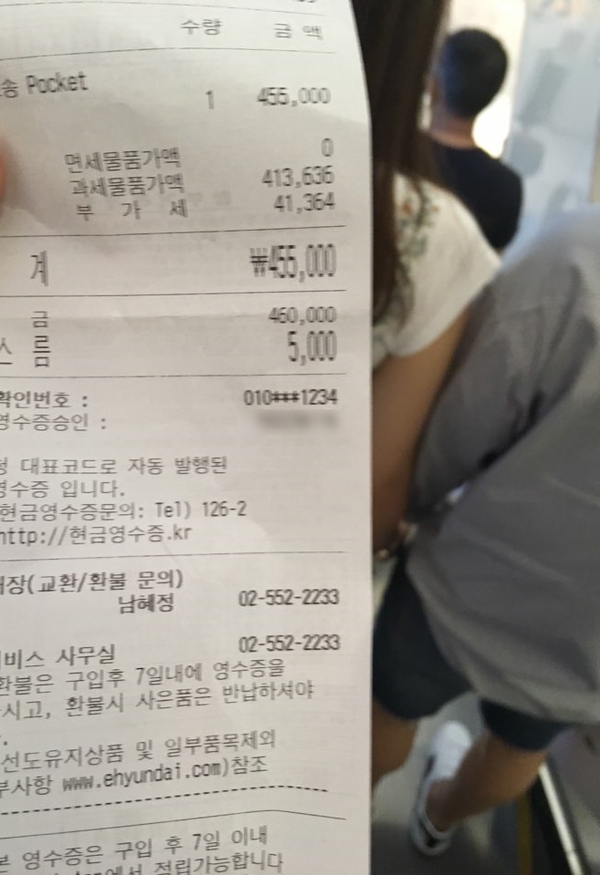 수량 금 액
송 Pocket
1 455,000
면세물품가액 0
과세물품가액 413,636
부 가 세 41,364
계 ₩455,000
금 460,000
스 름 5,000
확인번호 : 010***1234
영수증승인 :
정 대표코드로 자동 발행된
영수증 입니다.
현금영수증문의: Tel) 126-2
http://현금영수증.kr
매장(교환/환불 문의)
남혜정 02-552-2233
비스 사무실 02-552-2233
환불은 구입후 7일내에 영수증을
시고, 환불시 사은품은 반납하셔야
.
선도유지상품 및 일부품목제외
부사항 www.ehyundai.com)참조
본 영수증은 구입 후 7일 이내
에서 적립가능합니다